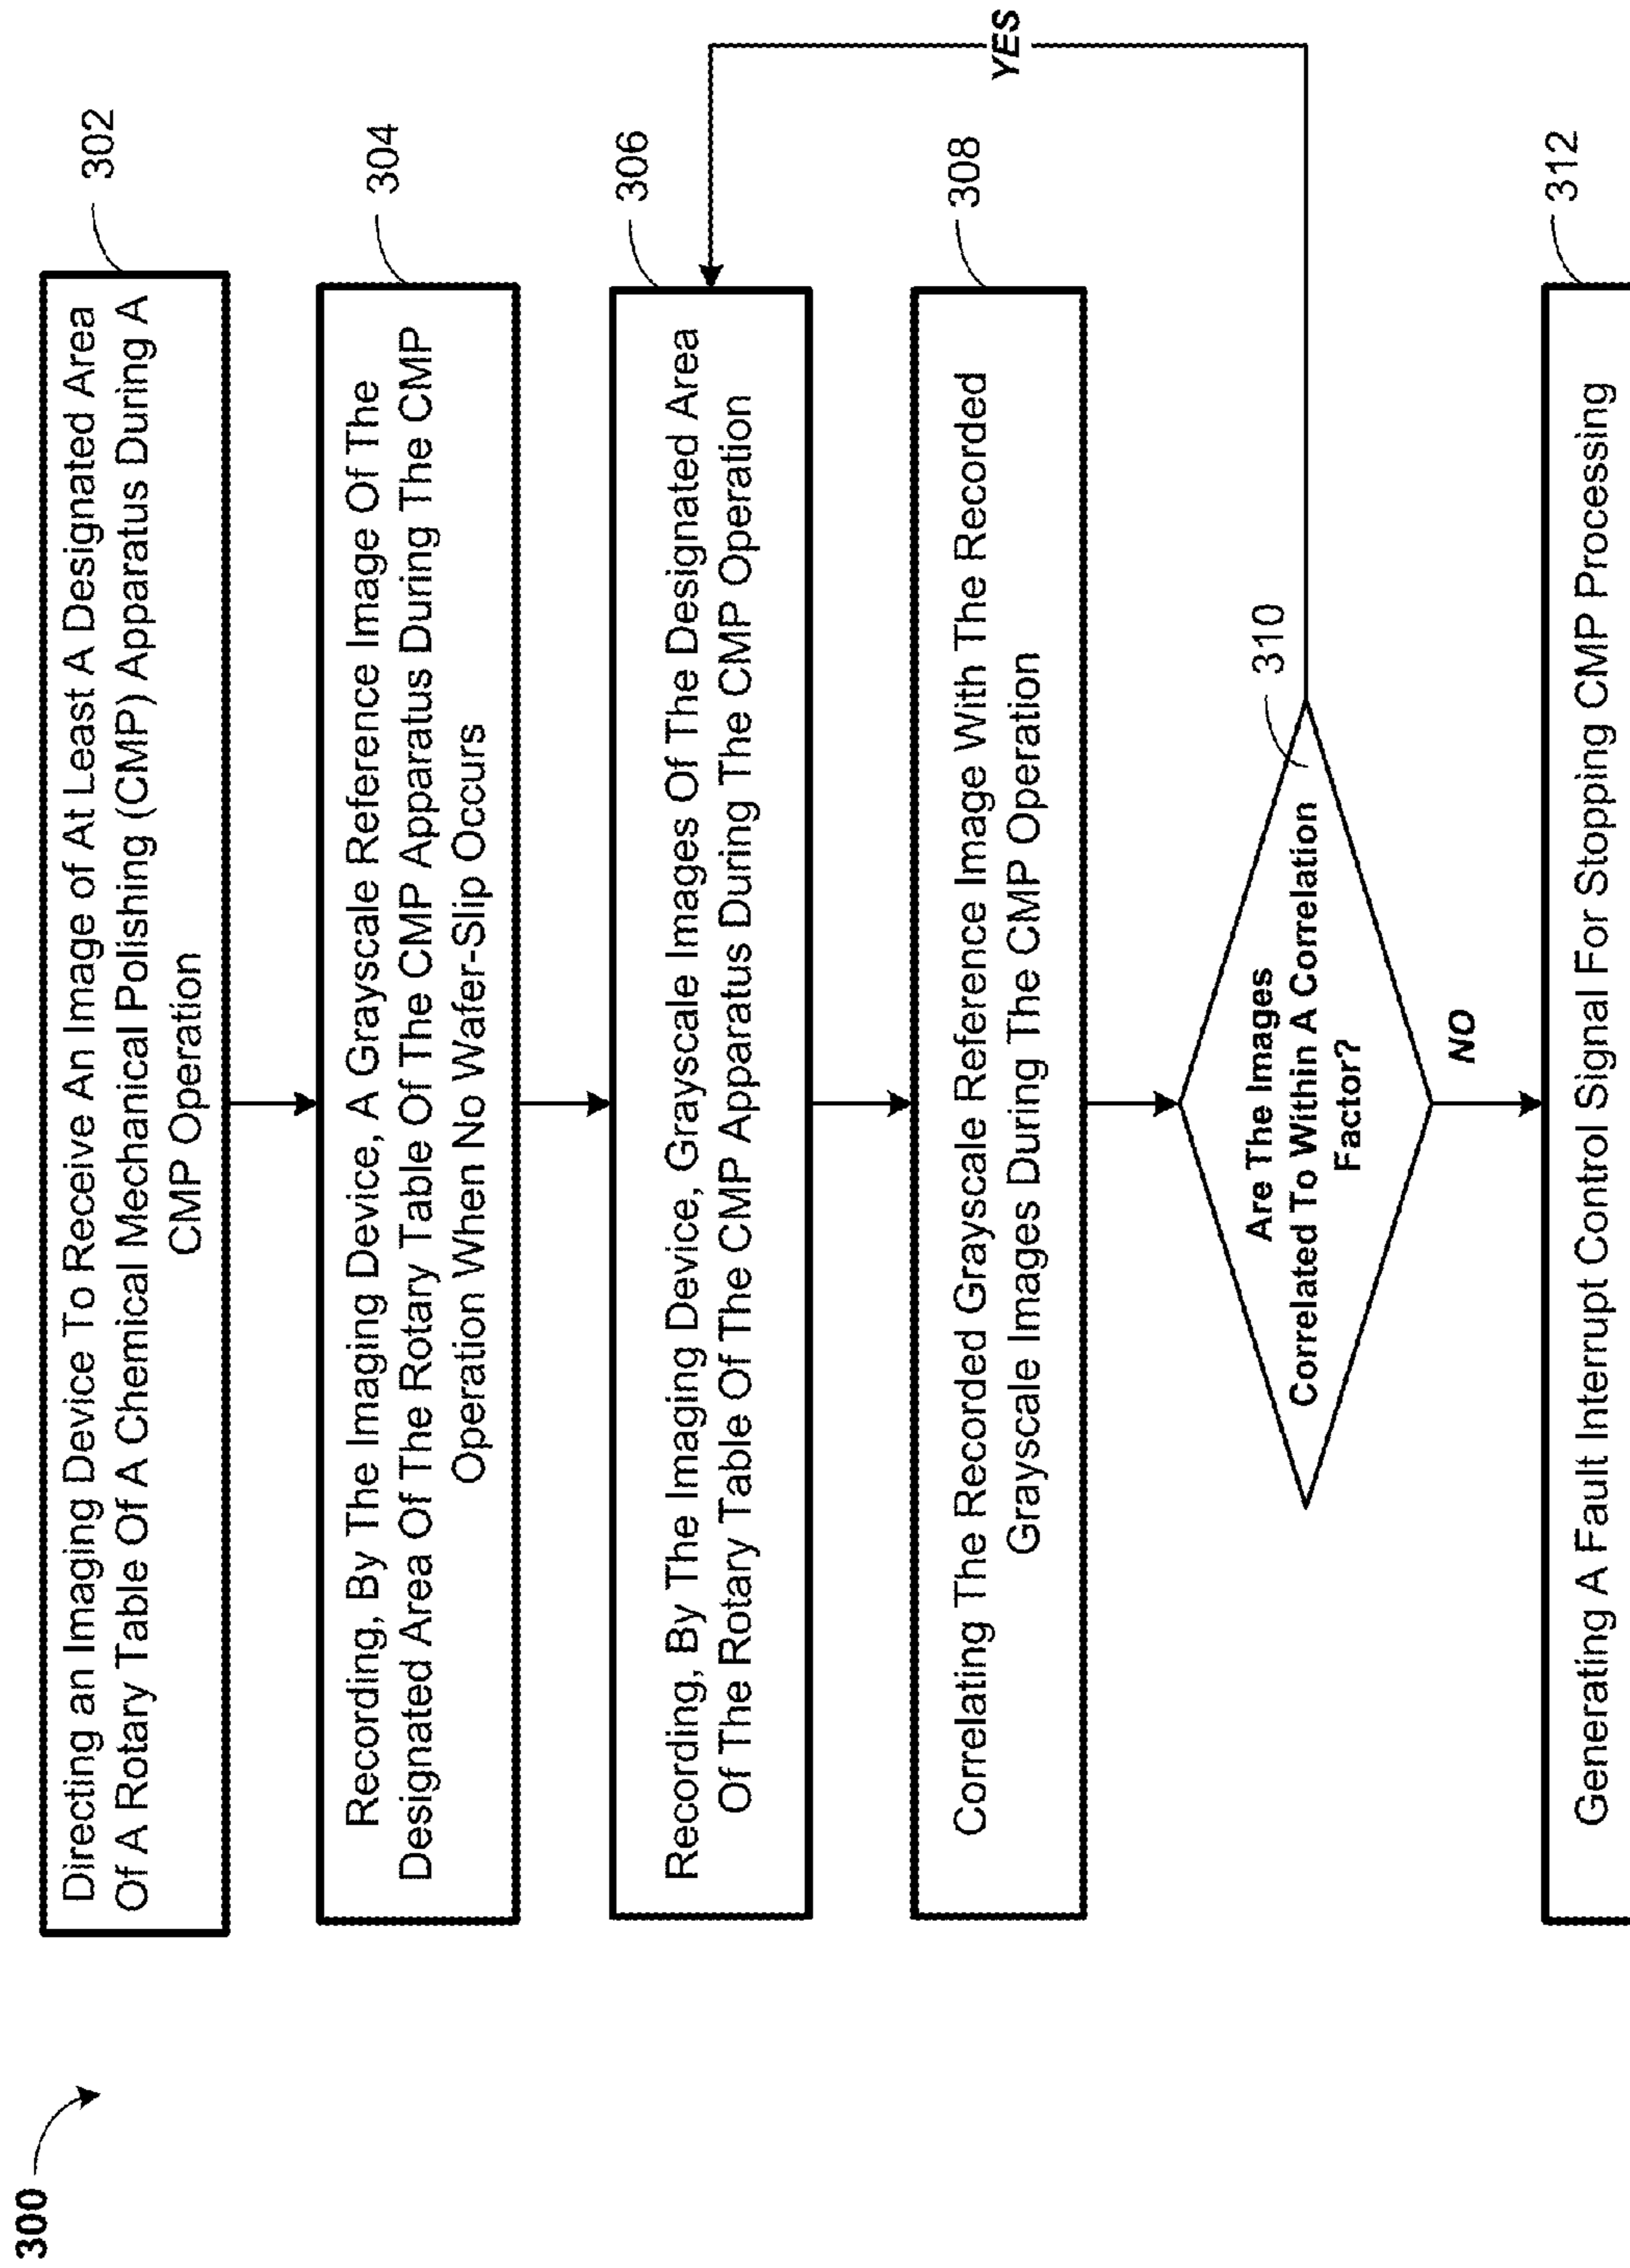 300
302
Directing an Imaging Device To Receive An Image of At Least A Designated Area
Of A Rotary Table Of A Chemical Mechanical Polishing (CMP) Apparatus During A
CMP Operation
304
Recording, By The Imaging Device, A Grayscale Reference Image Of The
Designated Area Of The Rotary Table Of The CMP Apparatus During The CMP
Operation When No Wafer-Slip Occurs
306
Recording, By The Imaging Device, Grayscale Images Of The Designated Area
Of The Rotary Table Of The CMP Apparatus During The CMP Operation
308
Correlating The Recorded Grayscale Reference Image With The Recorded
Grayscale Images During The CMP Operation
310
Are The Images
Correlated To Within A Correlation
Factor?
YES
NO
312
Generating A Fault Interrupt Control Signal For Stopping CMP Processing